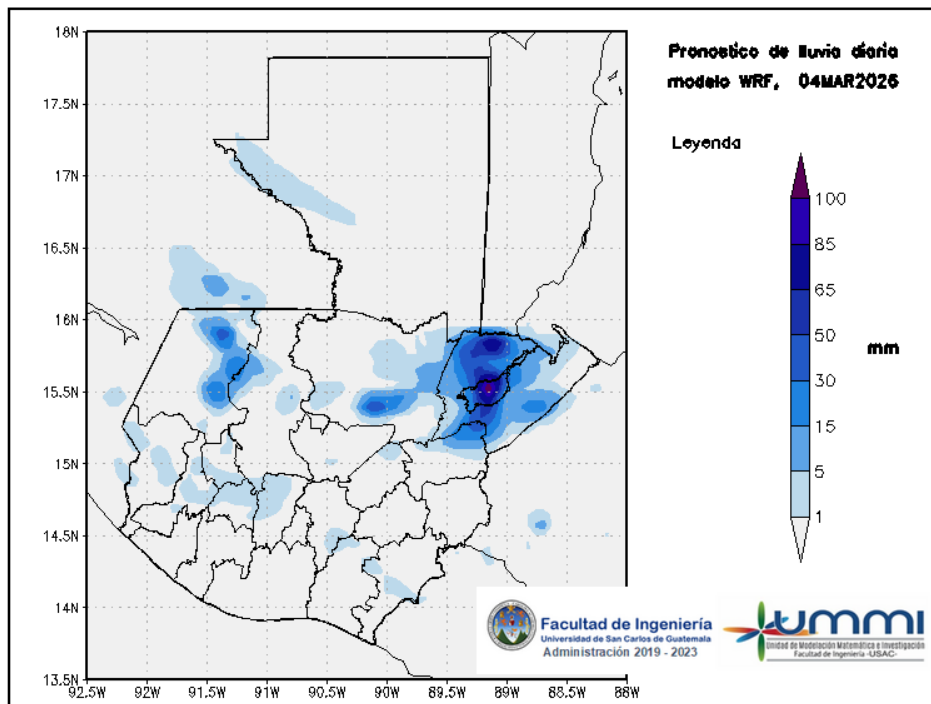 Pronostico de lluvia diaria
modelo WRF, 04MAR2026
Leyenda
100
85
65
50
30
15
5
1
mm
18N
17.5N
17N
16.5N
16N
15.5N
15N
14.5N
14N
13.5N
92.5W
92W
91.5W
91W
90.5W
90W
89.5W
89W
88.5W
88W
Facultad de Ingeniería
Universidad de San Carlos de Guatemala
Administración 2019 - 2023
ummi
Unidad de Modelación Matemática e Investigación
Facultad de Ingeniería -USAC-